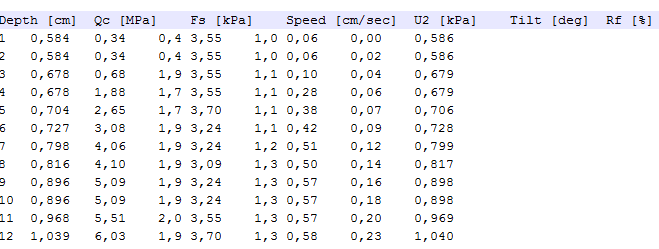 Depth [cm] Qc [MPa] Fs [kPa] Speed [cm/sec] U2 [kPa] Tilt [deg] Rf [%]
1 0,584 0,34 0,4 3,55 1,0 0,06 0,00 0,586
2 0,584 0,34 0,4 3,55 1,0 0,06 0,02 0,586
3 0,678 0,68 1,9 3,55 1,1 0,10 0,04 0,679
4 0,678 1,88 1,7 3,55 1,1 0,28 0,06 0,679
5 0,704 2,65 1,7 3,70 1,1 0,38 0,07 0,706
6 0,727 3,08 1,9 3,24 1,1 0,42 0,09 0,728
7 0,798 4,06 1,9 3,24 1,2 0,51 0,12 0,799
8 0,816 4,10 1,9 3,09 1,3 0,50 0,14 0,817
9 0,896 5,09 1,9 3,24 1,3 0,57 0,16 0,898
10 0,896 5,09 1,9 3,24 1,3 0,57 0,18 0,898
11 0,968 5,51 2,0 3,55 1,3 0,57 0,20 0,969
12 1,039 6,03 1,9 3,70 1,3 0,58 0,23 1,040